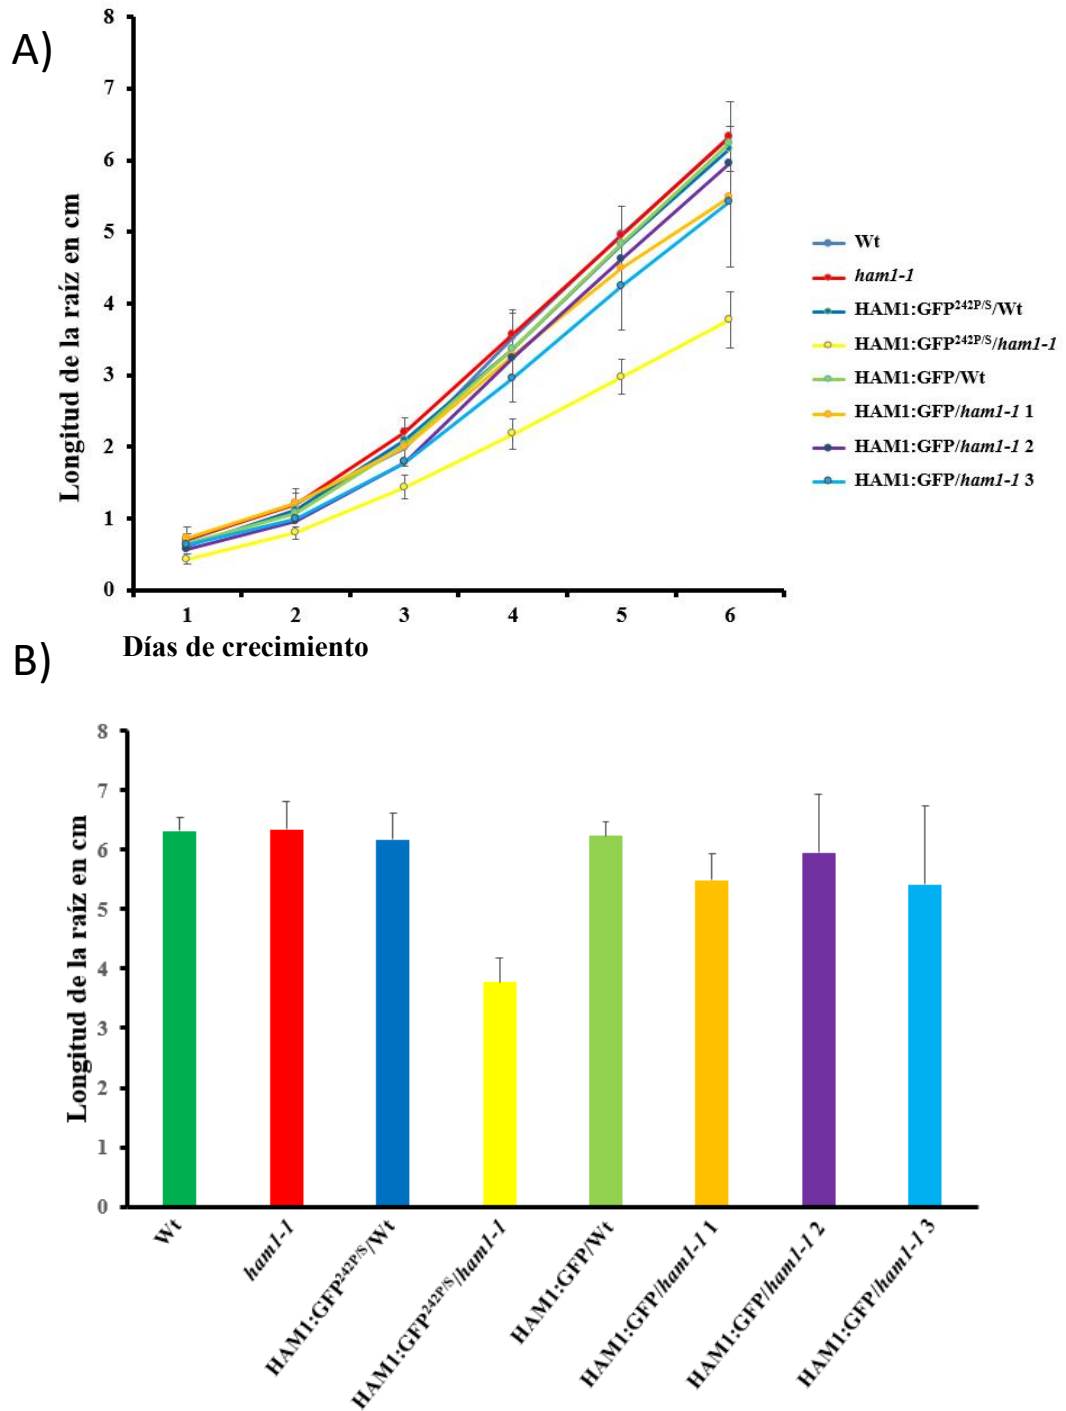 A)
8
7
6
5
4
3
2
1
0
Longitud de la raíz en cm
1 2 3 4 5 6
Días de crecimiento
Wt
ham1-1
HAM1:GFP242P/S/Wt
HAM1:GFP242P/S/ham1-1
HAM1:GFP/Wt
HAM1:GFP/ham1-1 1
HAM1:GFP/ham1-1 2
HAM1:GFP/ham1-1 3
B)
8
7
6
5
4
3
2
1
0
Longitud de la raíz en cm
Wt
ham1-1
HAM1:GFP242P/S/Wt
HAM1:GFP242P/S/ham1-1
HAM1:GFP/Wt
HAM1:GFP/ham1-1 1
HAM1:GFP/ham1-1 2
HAM1:GFP/ham1-1 3